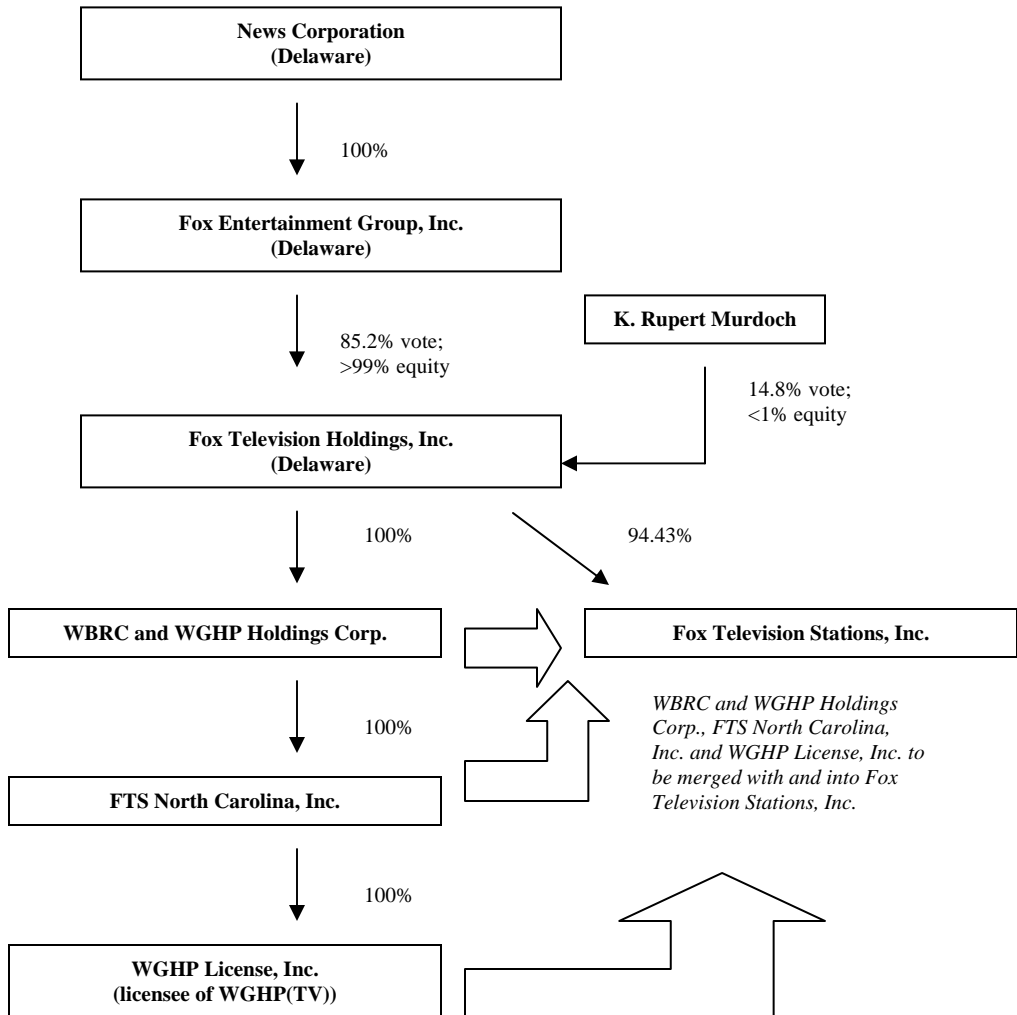 News Corporation
(Delaware)
100%
Fox Entertainment Group, Inc.
(Delaware)
85.2% vote;
>99% equity
K. Rupert Murdoch
14.8% vote;
<1% equity
Fox Television Holdings, Inc.
(Delaware)
100%
94.43%
WBRC and WGHP Holdings Corp.
Fox Television Stations, Inc.
100%
WBRC and WGHP Holdings
Corp., FTS North Carolina,
Inc. and WGHP License, Inc. to
be merged with and into Fox
Television Stations, Inc.
FTS North Carolina, Inc.
100%
WGHP License, Inc.
(licensee of WGHP(TV))